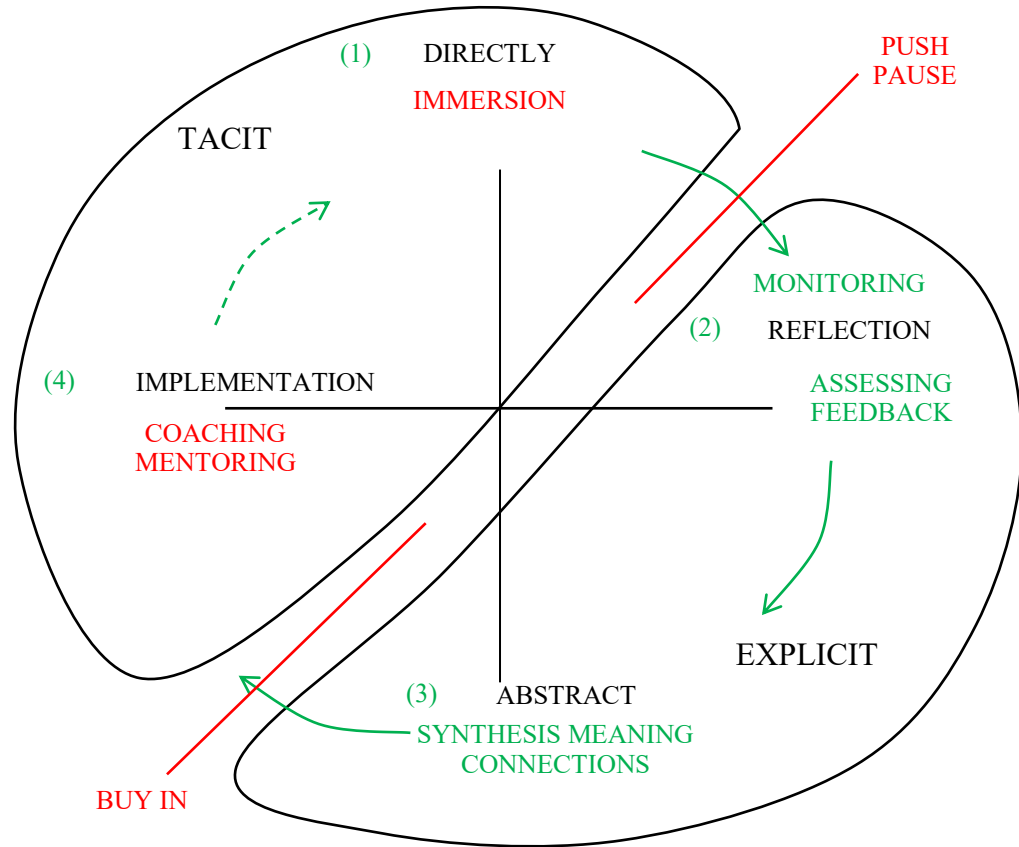 (1)
DIRECTLY
IMMERSION
PUSH
PAUSE
TACIT
MONITORING
(2)
REFLECTION
ASSESSING
FEEDBACK
(4)
IMPLEMENTATION
COACHING
MENTORING
EXPLICIT
(3)
ABSTRACT
SYNTHESIS MEANING
CONNECTIONS
BUY IN